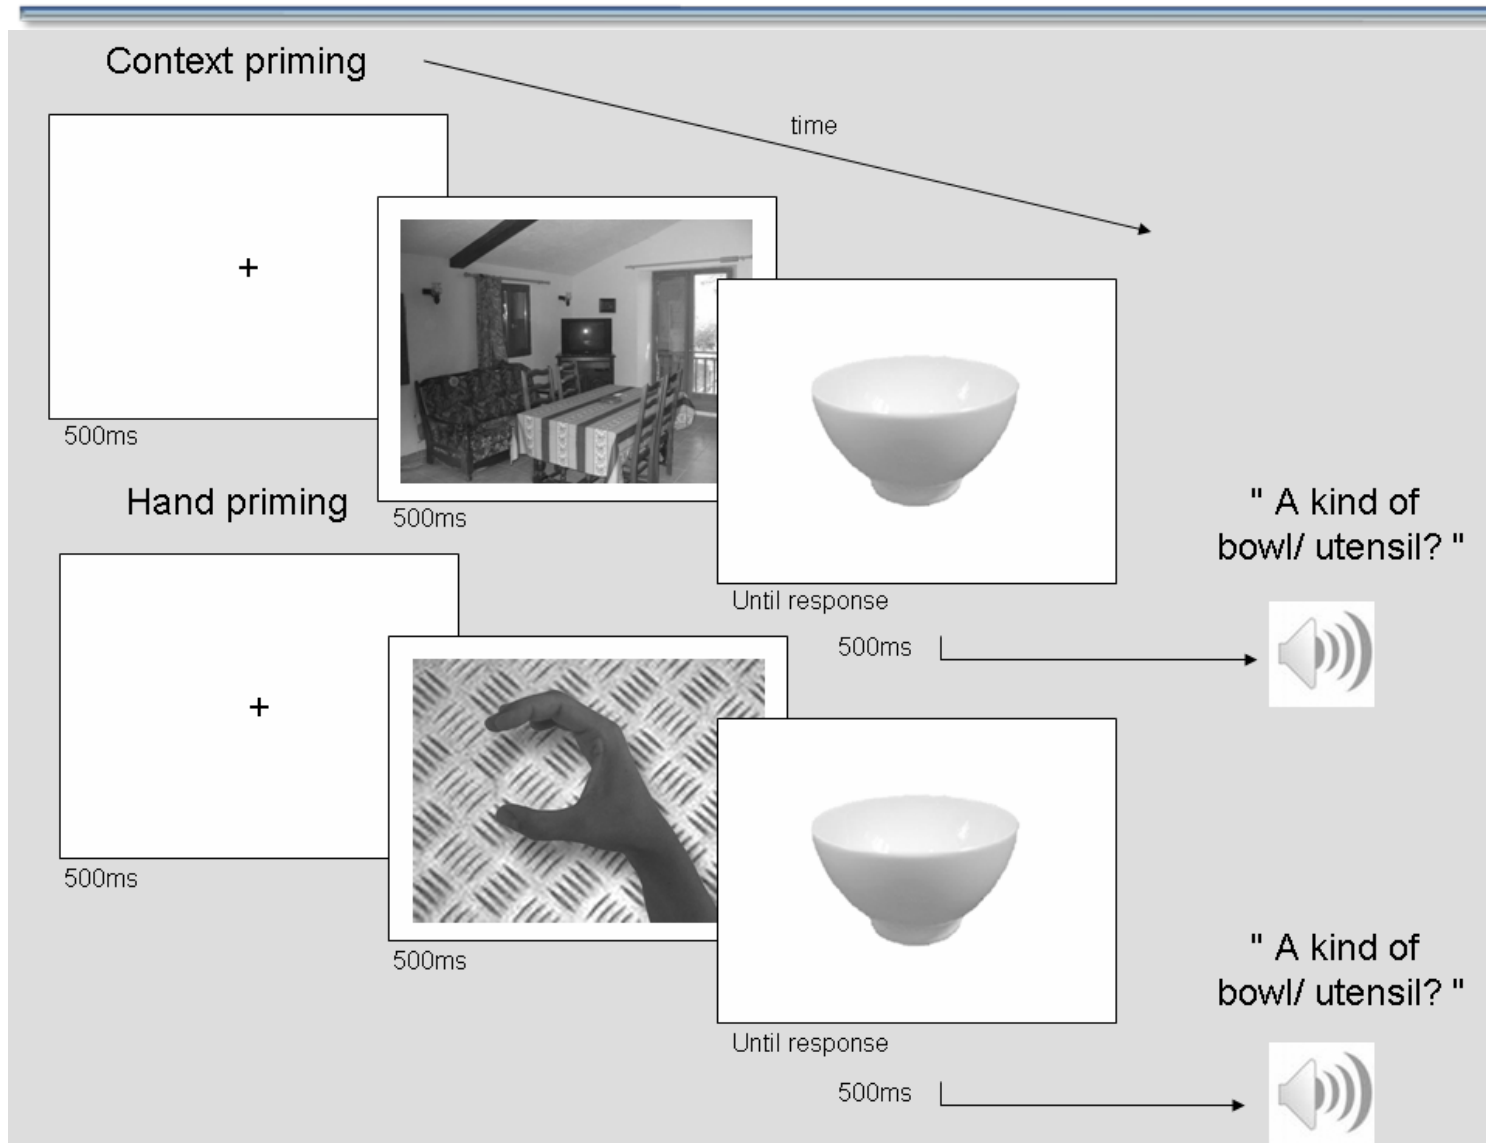 Context priming
time
500ms
500ms
Until response
500ms
" A kind of
bowl/ utensil? "
Hand priming
500ms
500ms
Until response
500ms
" A kind of
bowl/ utensil? "